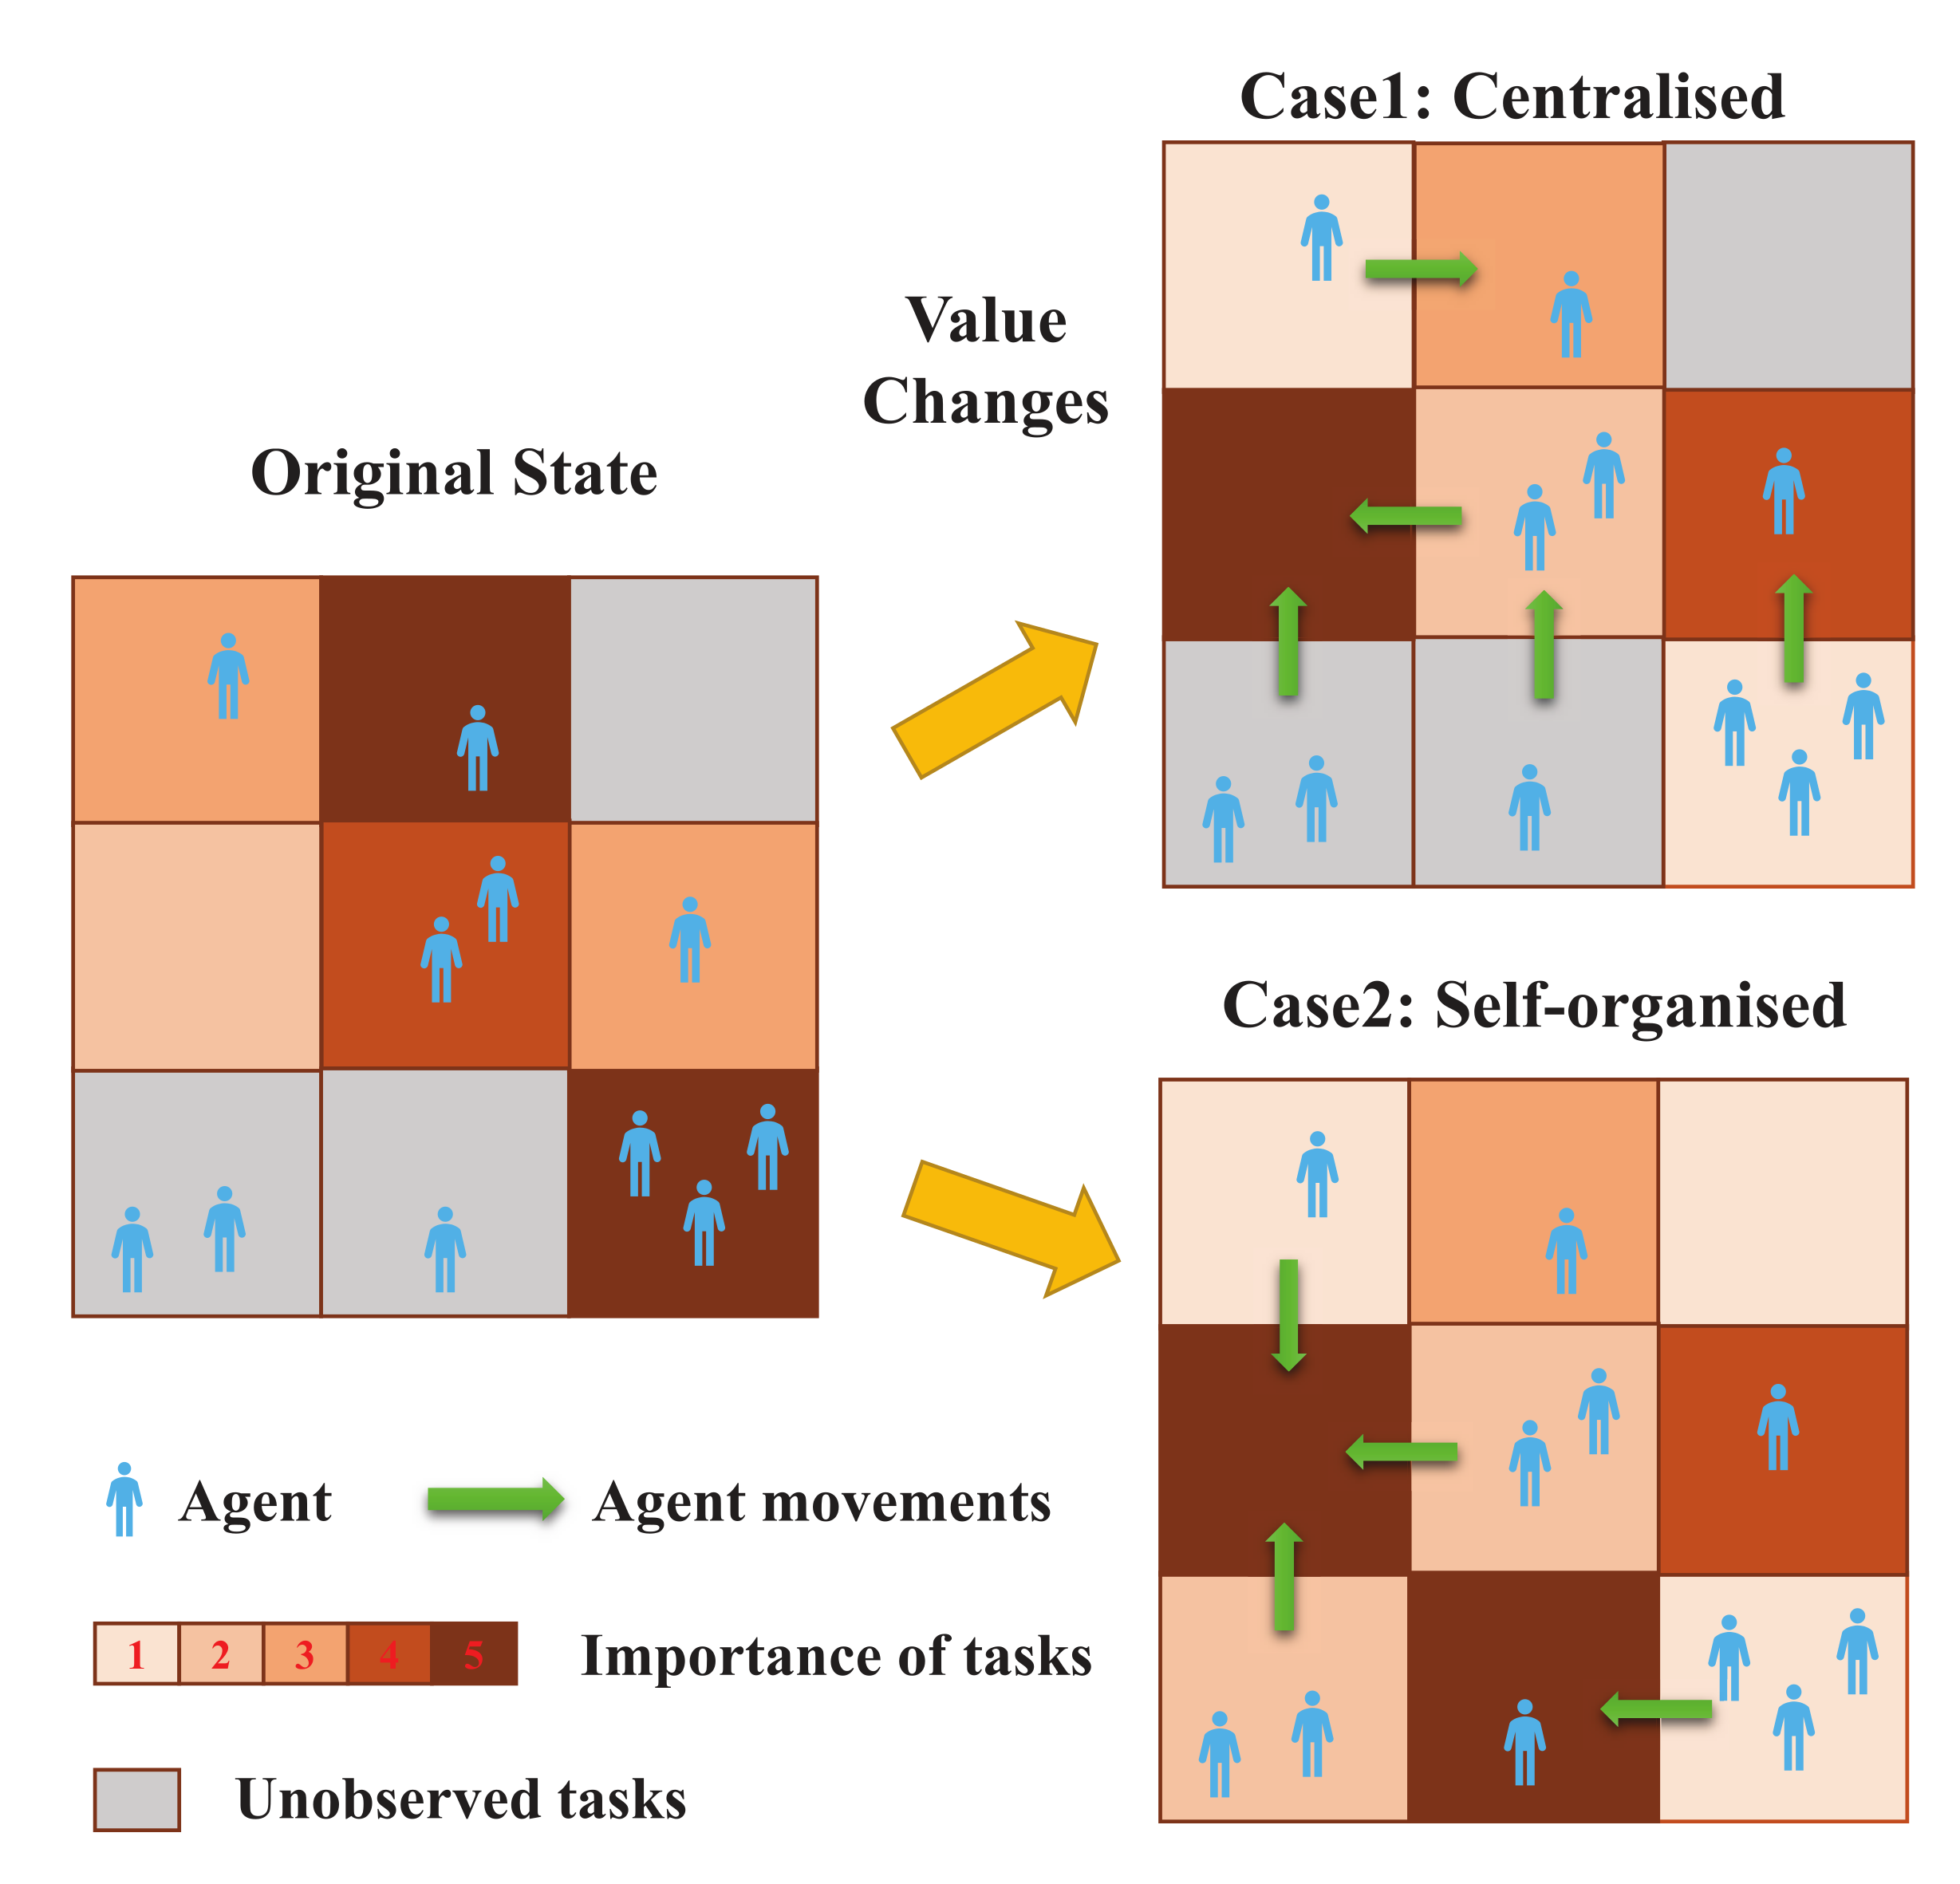 Case1: Centralised
Value
Changes
Original State
Case2: Self-organised
Agent
Agent movements
1 2 3 4 5
Importance of tasks
Unobserved tasks